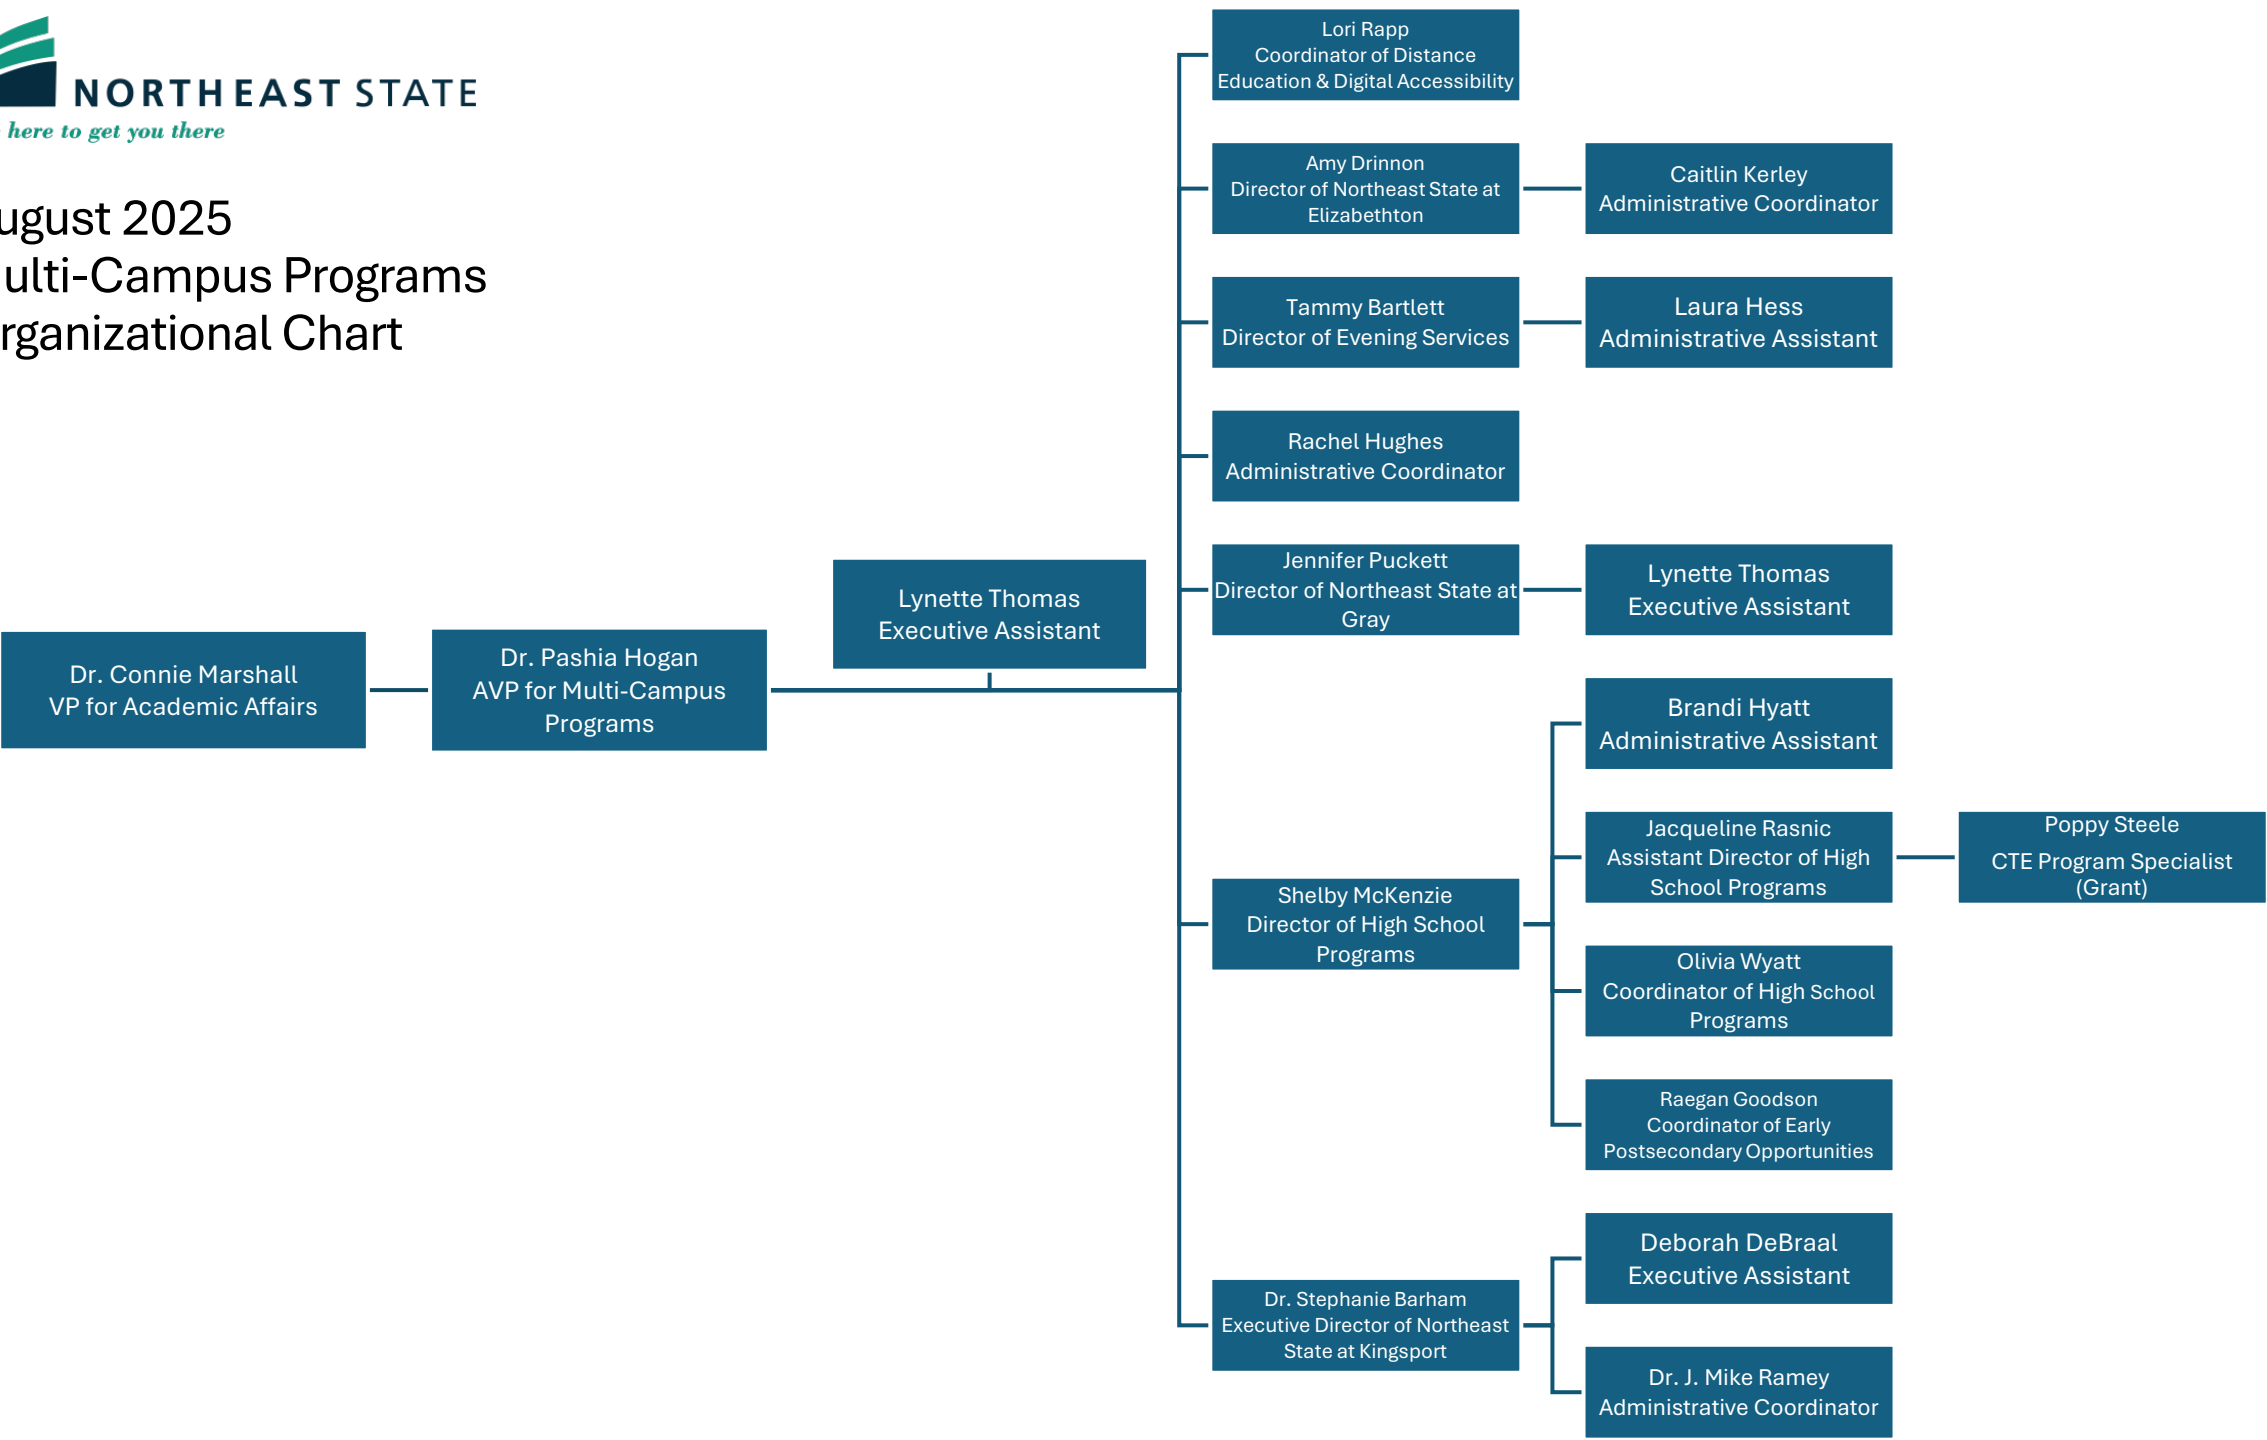 NORTHEAST STATE
here to get you there
ugust 2025
ulti-Campus Programs
rganizational Chart
Dr. Connie Marshall
VP for Academic Affairs
Dr. Pashia Hogan
AVP for Multi-Campus
Programs
Lynette Thomas
Executive Assistant
Lori Rapp
Coordinator of Distance
Education & Digital Accessibility
Amy Drinnon
Director of Northeast State at
Elizabethton
Caitlin Kerley
Administrative Coordinator
Tammy Bartlett
Director of Evening Services
Laura Hess
Administrative Assistant
Rachel Hughes
Administrative Coordinator
Jennifer Puckett
Director of Northeast State at
Gray
Lynette Thomas
Executive Assistant
Shelby McKenzie
Director of High School
Programs
Brandi Hyatt
Administrative Assistant
Jacqueline Rasnic
Assistant Director of High
School Programs
Poppy Steele
CTE Program Specialist
(Grant)
Olivia Wyatt
Coordinator of High School
Programs
Raegan Goodson
Coordinator of Early
Postsecondary Opportunities
Dr. Stephanie Barham
Executive Director of Northeast
State at Kingsport
Deborah DeBraal
Executive Assistant
Dr. J. Mike Ramey
Administrative Coordinator